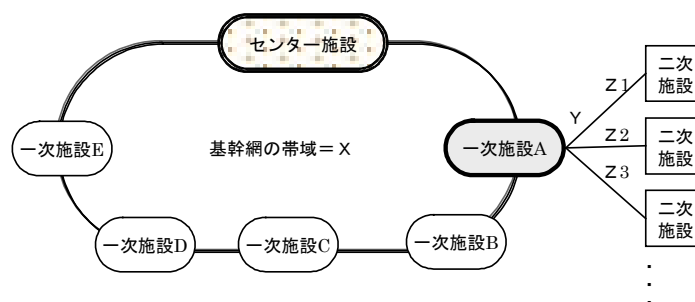 センター施設
二次
施設
Z1
Y
一次施設E
基幹網の帯域＝X
一次施設A
Z2
二次
施設
Z3
二次
施設
一次施設D
一次施設C
一次施設B
・
・
・